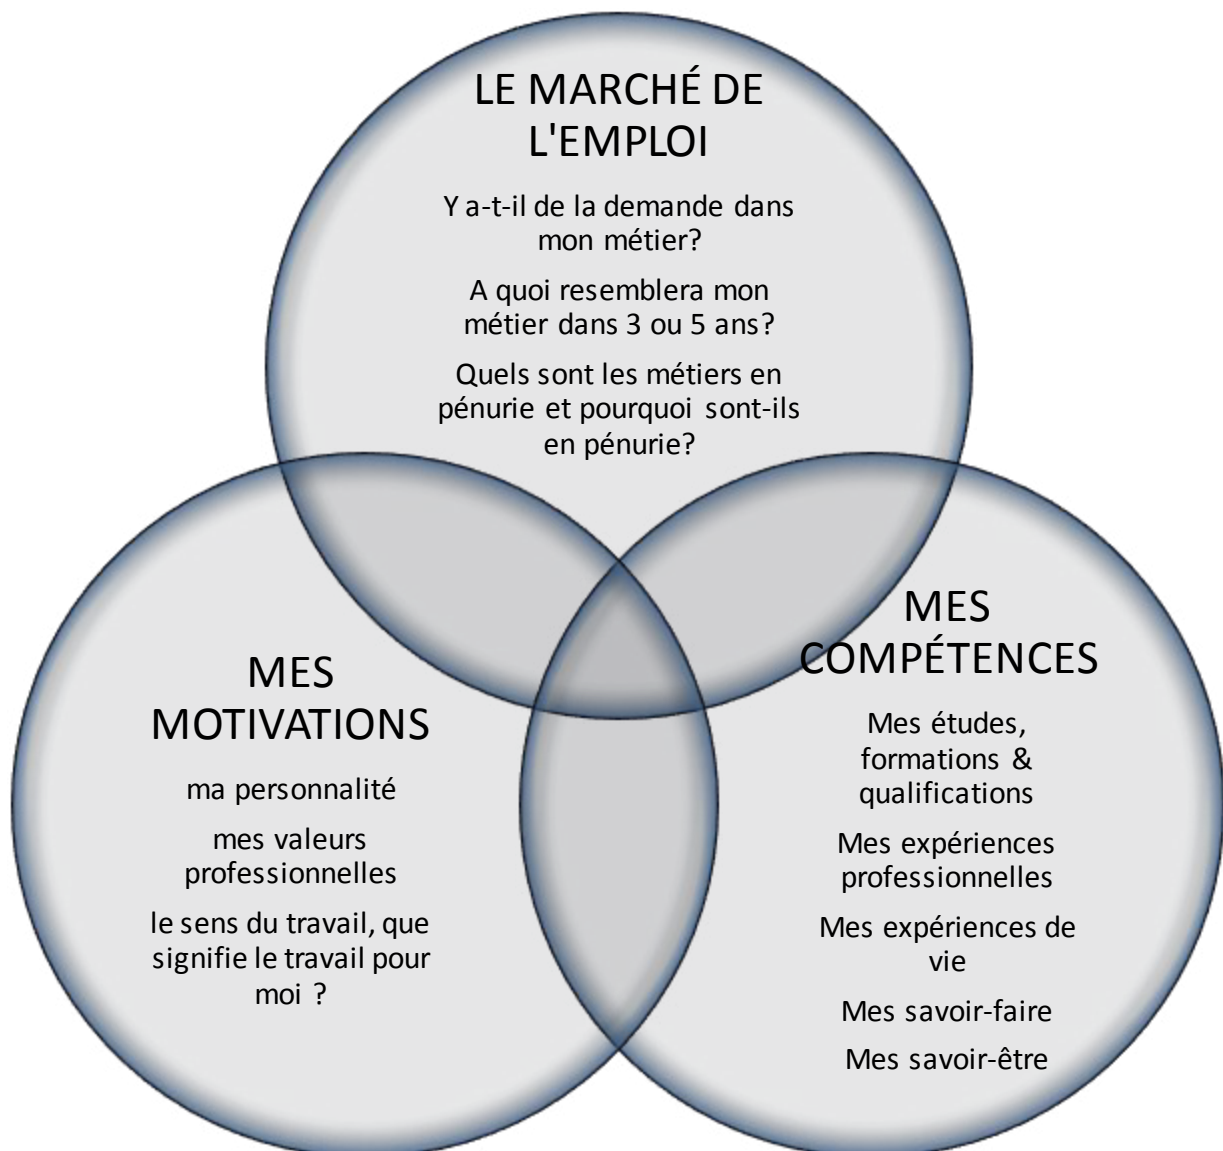 LE MARCHÉ DE
L'EMPLOI
Y a-t-il de la demande dans
mon métier?
A quoi resemblera mon
métier dans 3 ou 5 ans?
Quels sont les métiers en
pénurie et pourquoi sont-ils
en pénurie?
MES
MOTIVATIONS
ma personnalité
mes valeurs
professionnelles
le sens du travail, que
signifie le travail pour
moi ?
MES
COMPÉTENCES
Mes études,
formations &
qualifications
Mes expériences
professionnelles
Mes expériences de
vie
Mes savoir-faire
Mes savoir-être